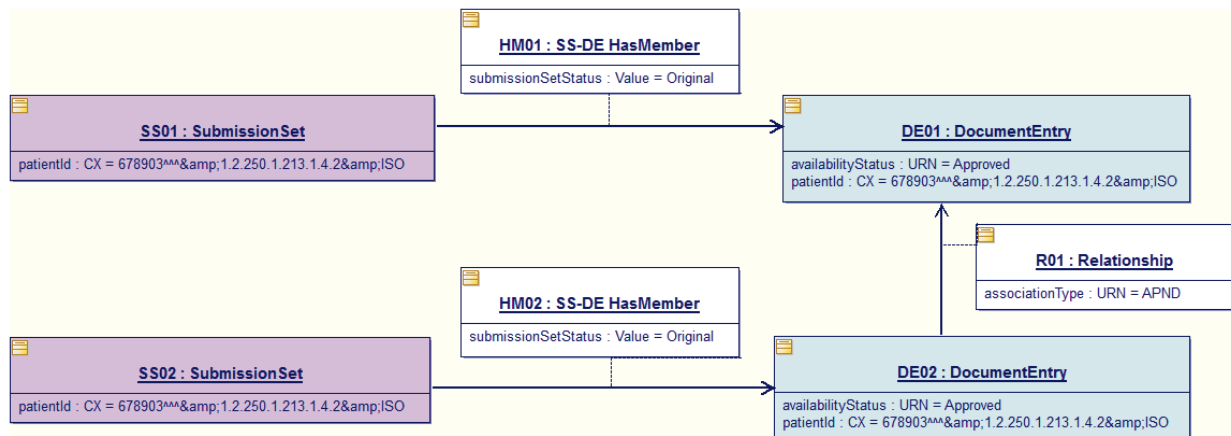 HM01 : SS-DE HasMember
submissionSetStatus : Value = Original
SS01 : SubmissionSet
patientId : CX = 678903^^^&amp;1.2.250.1.213.1.4.2&amp;ISO
DE01 : DocumentEntry
availabilityStatus : URN = Approved
patientId : CX = 678903^^^&amp;1.2.250.1.213.1.4.2&amp;ISO
R01 : Relationship
associationType : URN = APND
HM02 : SS-DE HasMember
submissionSetStatus : Value = Original
SS02 : SubmissionSet
patientId : CX = 678903^^^&amp;1.2.250.1.213.1.4.2&amp;ISO
DE02 : DocumentEntry
availabilityStatus : URN = Approved
patientId : CX = 678903^^^&amp;1.2.250.1.213.1.4.2&amp;ISO